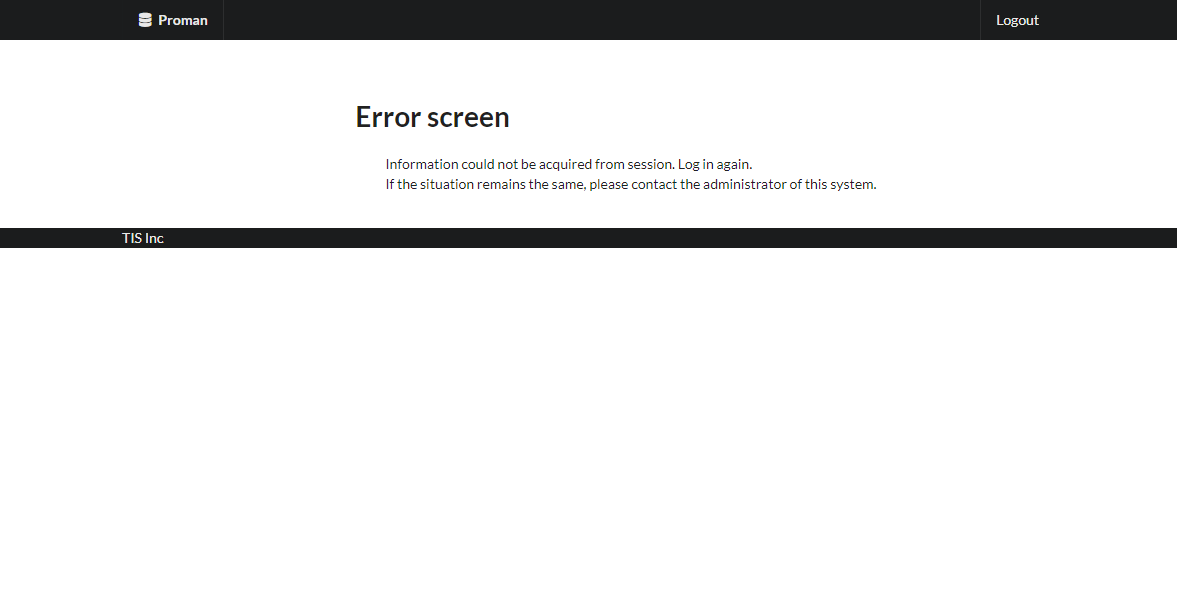 Proman
Logout
Error screen
Information could not be acquired from session. Log in again.
If the situation remains the same, please contact the administrator of this system.
TIS Inc